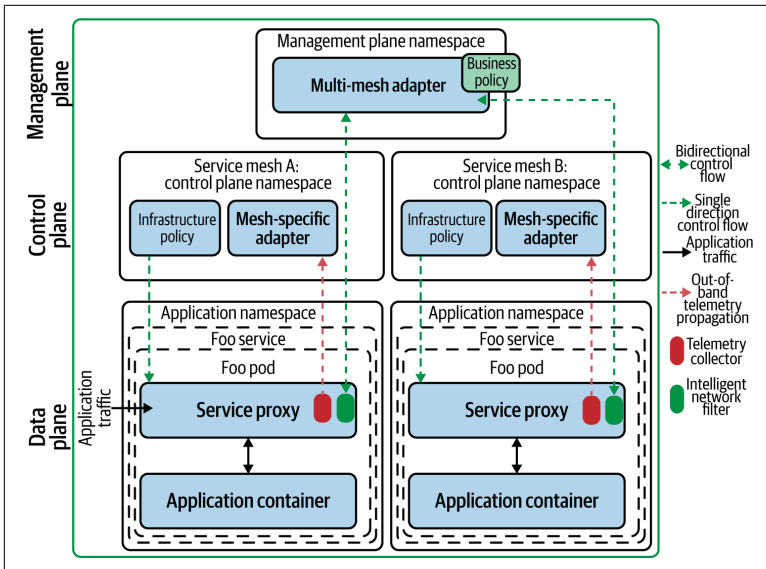 Management plane
Management plane namespace
Business
policy
Multi-mesh adapter
Control plane
Service mesh A:
control plane namespace
Infrastructure
policy
Mesh-specific
adapter
Service mesh B:
control plane namespace
Infrastructure
policy
Mesh-specific
adapter
Data plane
Application traffic
Application namespace
Foo service
Foo pod
Service proxy
Application container
Application namespace
Foo service
Foo pod
Service proxy
Application container
Bidirectional
control
flow
Single
direction
control flow
Application
traffic
Out-of-
band
telemetry
propagation
Telemetry
collector
Intelligent
network
filter